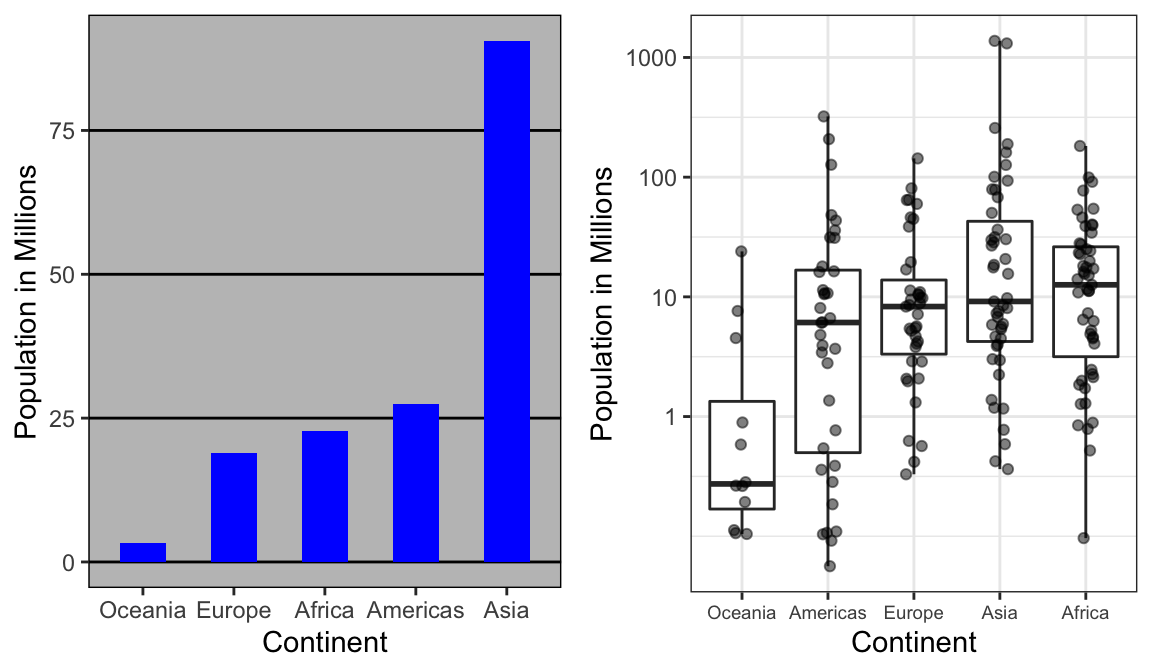 Population in Millions
75
50
25
0
Oceania Europe Africa Americas Asia
Continent
Population in Millions
1000
100
10
1
Oceania Americas Europe Asia Africa
Continent